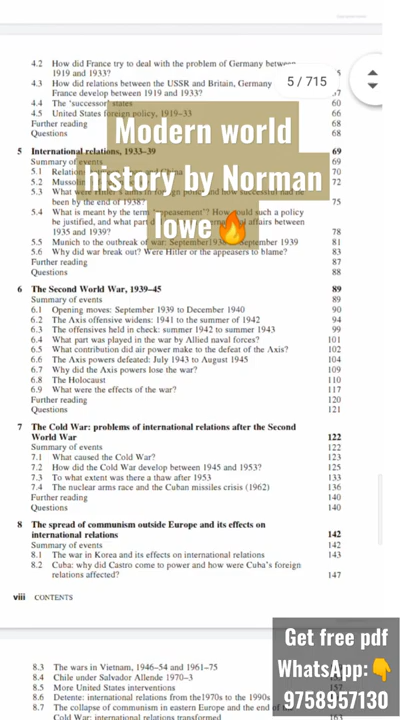 4.2 How did France try to deal with the problem of Germany between
1919 and 1933?
4.3 How did relations between the USSR and Britain, Germany
France develop between 1919 and 1933?
4.4 The 'successor' states 60
4.5 United States foreign policy, 1919–33 66
Further reading 68
Questions 68
5 / 715
Modern world
history by Norman
lowe🔥
5 International relations, 1933–39 69
Summary of events 69
5.1 Relations 70
5.2 Mussolini 72
5.3 What were Hitler's aims in foreign policy and how successful had he
been by the end of 1938? 75
5.4 What is meant by the term 'appeasement'? How could such a policy
be justified, and what part affairs between
1935 and 1939? 78
5.5 Munich to the outbreak of war: September 1938 September 1939 81
5.6 Why did war break out? Were Hitler or the appeasers to blame? 83
Further reading 87
Questions 88
6 The Second World War, 1939–45 89
Summary of events 89
6.1 Opening moves: September 1939 to December 1940 90
6.2 The Axis offensive widens: 1941 to the summer of 1942 94
6.3 The offensives held in check: summer 1942 to summer 1943 99
6.4 What part was played in the war by Allied naval forces? 101
6.5 What contribution did air power make to the defeat of the Axis? 102
6.6 The Axis powers defeated: July 1943 to August 1945 104
6.7 Why did the Axis powers lose the war? 109
6.8 The Holocaust 110
6.9 What were the effects of the war? 117
Further reading 120
Questions 121
7 The Cold War: problems of international relations after the Second
World War 122
Summary of events 122
7.1 What caused the Cold War? 123
7.2 How did the Cold War develop between 1945 and 1953? 125
7.3 To what extent was there a thaw after 1953? 133
7.4 The nuclear arms race and the Cuban missiles crisis (1962) 136
Further reading 140
Questions 140
8 The spread of communism outside Europe and its effects on
international relations 142
Summary of events 142
8.1 The war in Korea and its effects on international relations 143
8.2 Cuba: why did Castro come to power and how were Cuba's foreign
relations affected? 147
viii CONTENTS
Get free pdf
WhatsApp:👇
9758957130
8.3 The wars in Vietnam, 1946–54 and 1961–75
8.4 Chile under Salvador Allende 1970–3
8.5 More United States interventions
8.6 Detente: international relations from the1970s to the 1990s
8.7 The collapse of communism in eastern Europe and the end of
Cold War: international relations transformed